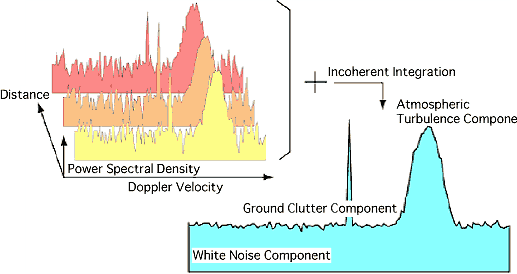 Distance
Power Spectral Density
Doppler Velocity
Incoherent Integration
Atmospheric
Turbulence Compone
Ground Clutter Component
White Noise Component